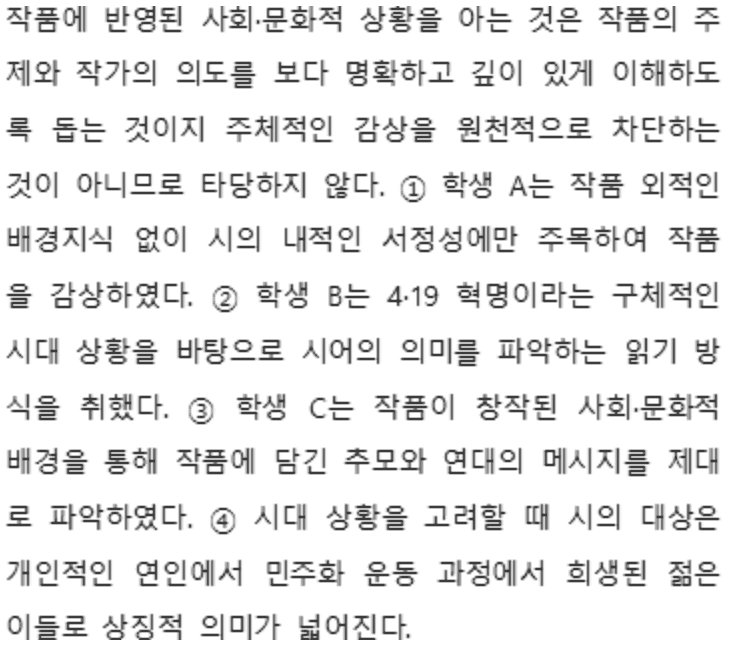 작품에 반영된 사회·문화적 상황을 아는 것은 작품의 주
제와 작가의 의도를 보다 명확하고 깊이 있게 이해하도
록 돕는 것이지 주체적인 감상을 원천적으로 차단하는
것이 아니므로 타당하지 않다. ① 학생 A는 작품 외적인
배경지식 없이 시의 내적인 서정성에만 주목하여 작품
을 감상하였다. ② 학생 B는 4·19 혁명이라는 구체적인
시대 상황을 바탕으로 시어의 의미를 파악하는 읽기 방
식을 취했다. ③ 학생 C는 작품이 창작된 사회·문화적
배경을 통해 작품에 담긴 추모와 연대의 메시지를 제대
로 파악하였다. ④ 시대 상황을 고려할 때 시의 대상은
개인적인 연인에서 민주화 운동 과정에서 희생된 젊은
이들로 상징적 의미가 넓어진다.